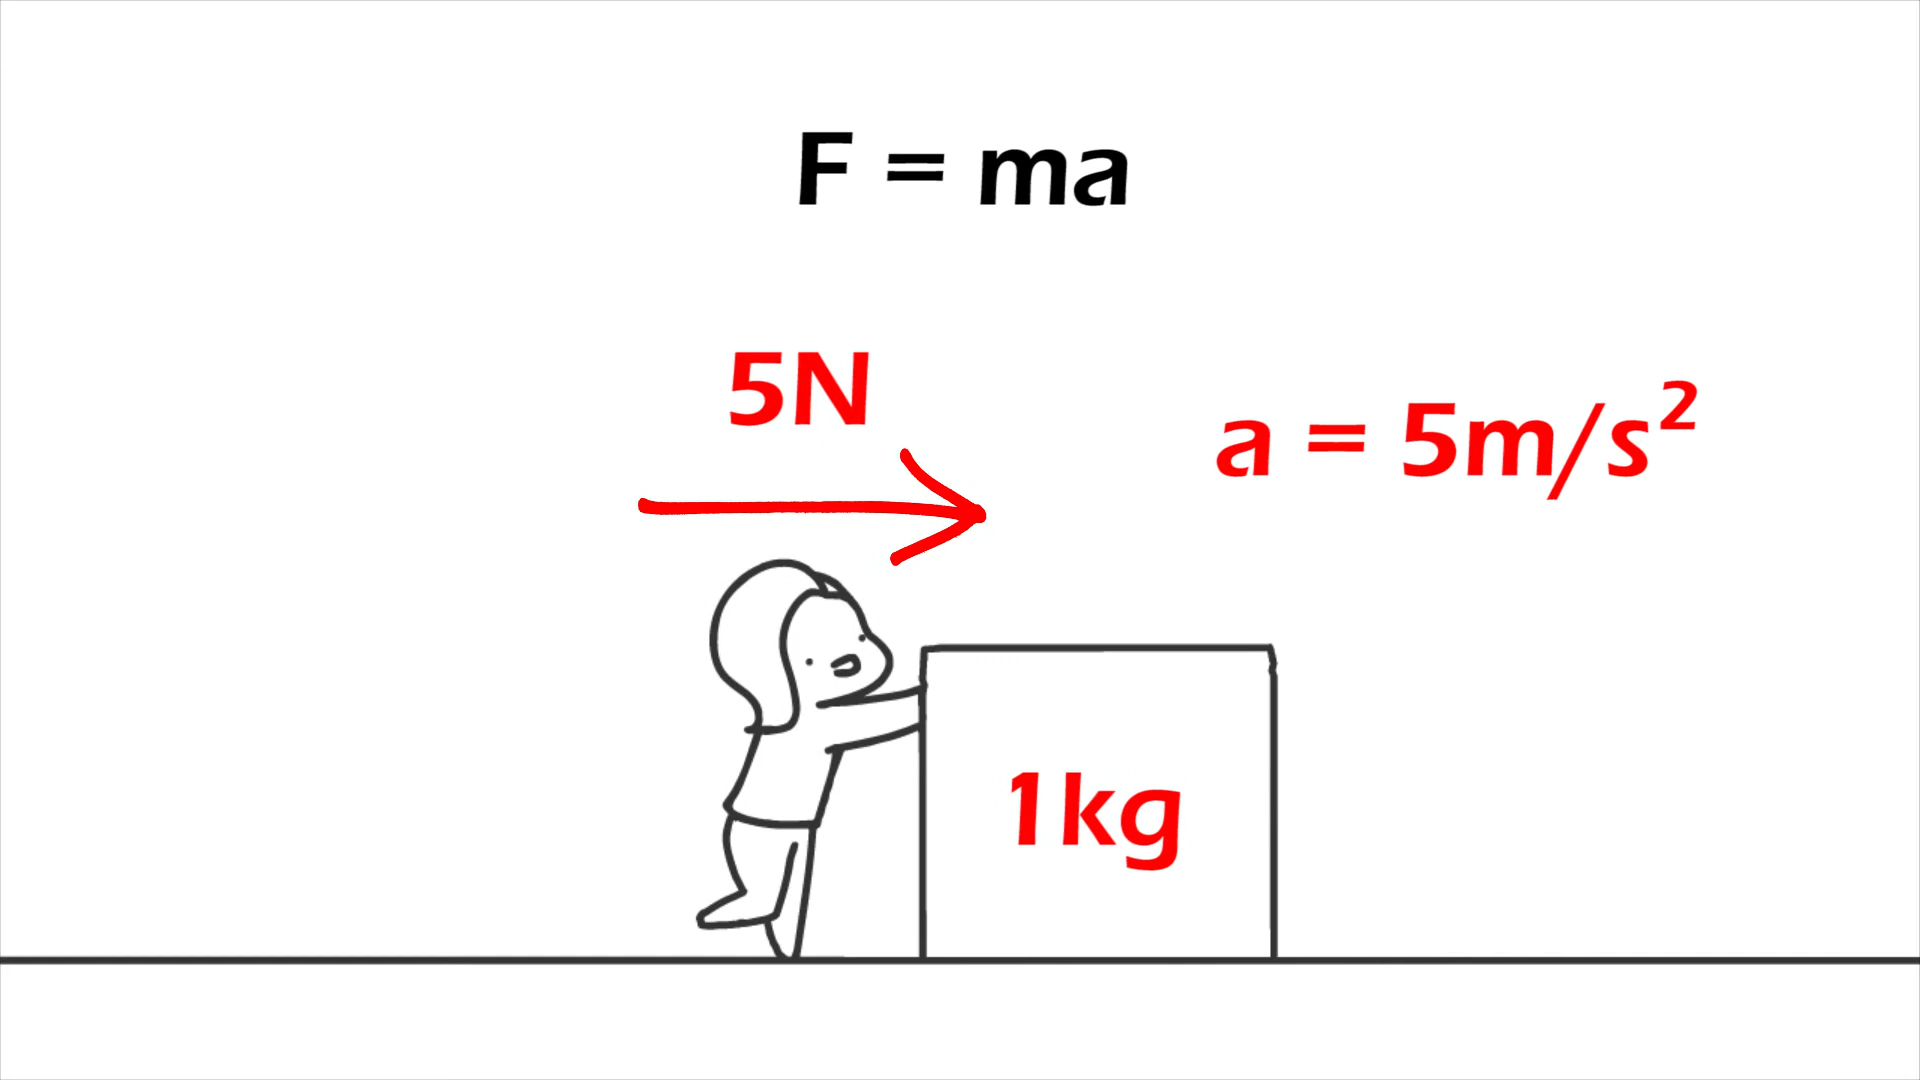 F = ma
5N
a = 5m/s²
1kg